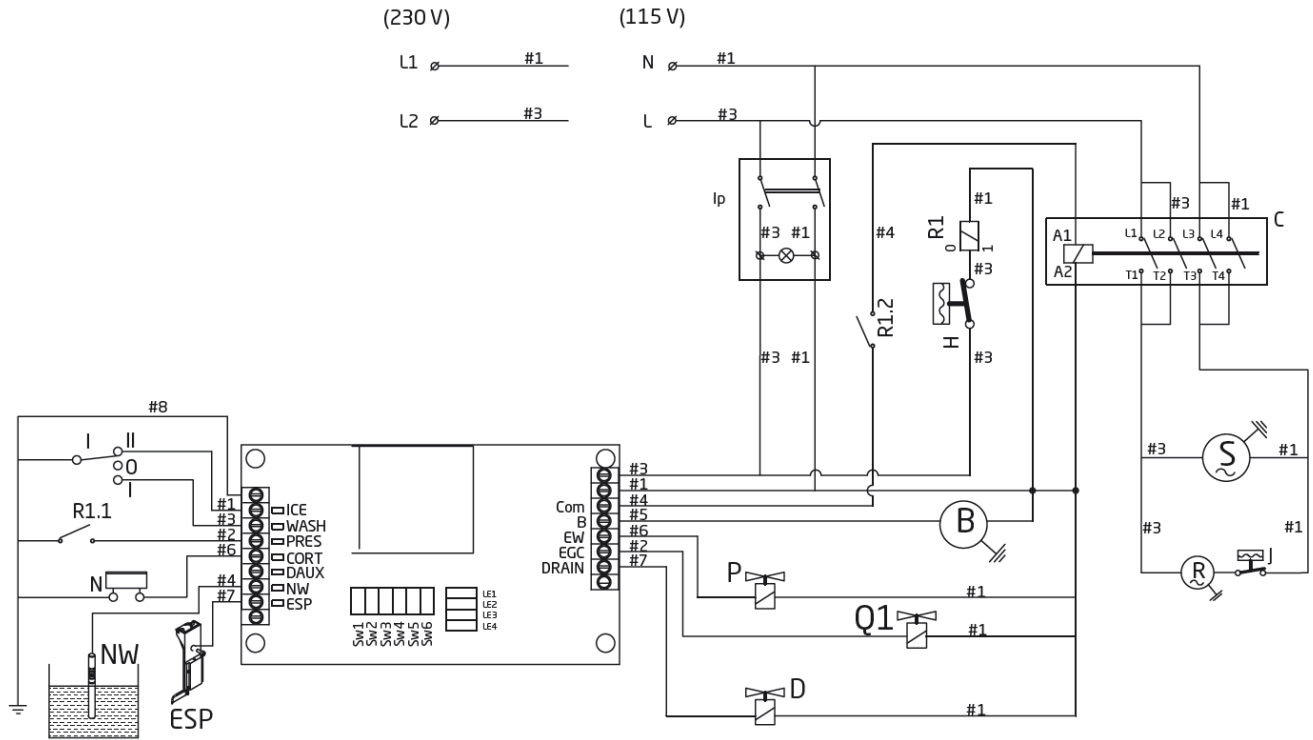 (230 V) (115 V)
L1 #1 N #1
L2 #3 L #3
Ip
#3 #1
#4
R1
0 1
#1
#3
#3 #1 C
A1 L1 L2 L3 L4
A2 T1 T2 T3 T4
R1.2
H
#3 #1
#3
#8
I II
O
I
#3 S #1
R1.1
#1 ICE
#3 WASH
#2 PRES
#6 CORT
DAUX
#4 NW
#7 ESP
N
#3
#1
Com #4
B #5
EW #6
EGC #2
DRAIN #7
B
#3 #1
R J
P #1
Q1 #1
D #1
Sw1
Sw2
Sw3
Sw4
Sw5
Sw6
LE1
LE2
LE3
LE4
NW
ESP